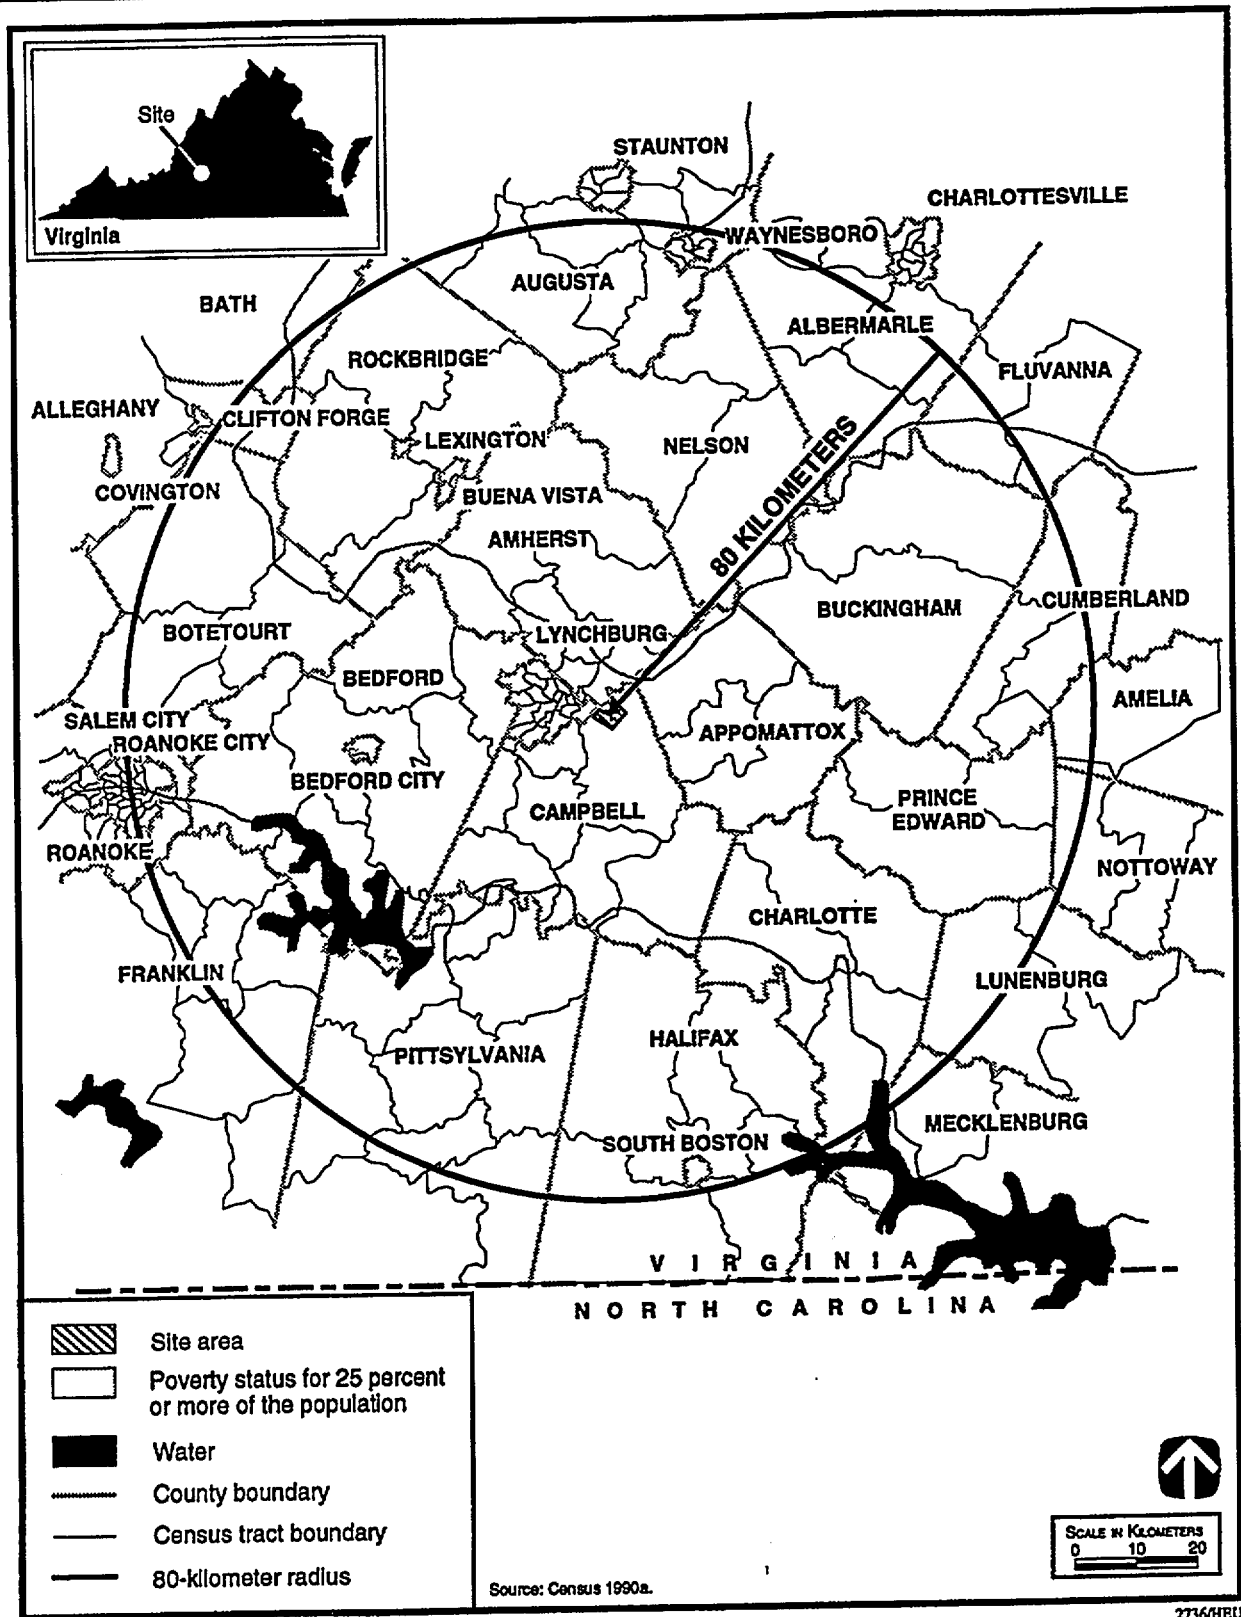 Site
Virginia
STAUNTON
CHARLOTTESVILLE
WAYNESBORO
AUGUSTA
BATH
ALBERMARLE
ROCKBRIDGE
FLUVANNA
ALLEGHANY
CLIFTON FORGE
LEXINGTON
NELSON
80 KILOMETERS
COVINGTON
BUENA VISTA
AMHERST
CUMBERLAND
BUCKINGHAM
BOTETOURT
LYNCHBURG
BEDFORD
AMELIA
SALEM CITY
ROANOKE CITY
APPOMATTOX
BEDFORD CITY
CAMPBELL
PRINCE
EDWARD
ROANOKE
NOTTOWAY
CHARLOTTE
FRANKLIN
LUNENBURG
HALIFAX
PITTSYLVANIA
MECKLENBURG
SOUTH BOSTON
VIRGINIA
NORTH CAROLINA
Site area
Poverty status for 25 percent
or more of the population
Water
County boundary
Census tract boundary
80-kilometer radius
SCALE IN KILOMETERS
0 10 20
Source: Census 1990a.